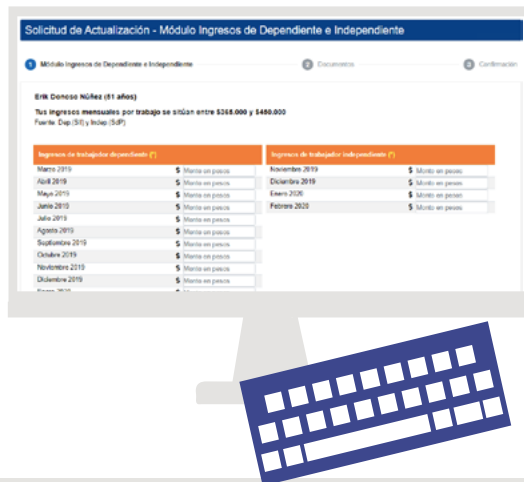 Solicitud de Actualización - Módulo Ingresos de Dependiente e Independiente
1 Módulo Ingresos de Dependiente e Independiente
2 Documentos
3 Confirmación
Erik Donoso Núñez (51 años)
Tus ingresos mensuales por trabajo se sitúan entre $368.000 y $480.000
Fuente: Dep.(SII) y Indep.(SdP)
Ingresos de trabajador dependiente (*)
Marzo 2019 $ Monto en pesos
Abril 2019 $ Monto en pesos
Mayo 2019 $ Monto en pesos
Junio 2019 $ Monto en pesos
Julio 2019 $ Monto en pesos
Agosto 2019 $ Monto en pesos
Septiembre 2019 $ Monto en pesos
Octubre 2019 $ Monto en pesos
Noviembre 2019 $ Monto en pesos
Diciembre 2019 $ Monto en pesos
Ingresos de trabajador independiente (*)
Noviembre 2019 $ Monto en pesos
Diciembre 2019 $ Monto en pesos
Enero 2020 $ Monto en pesos
Febrero 2020 $ Monto en pesos